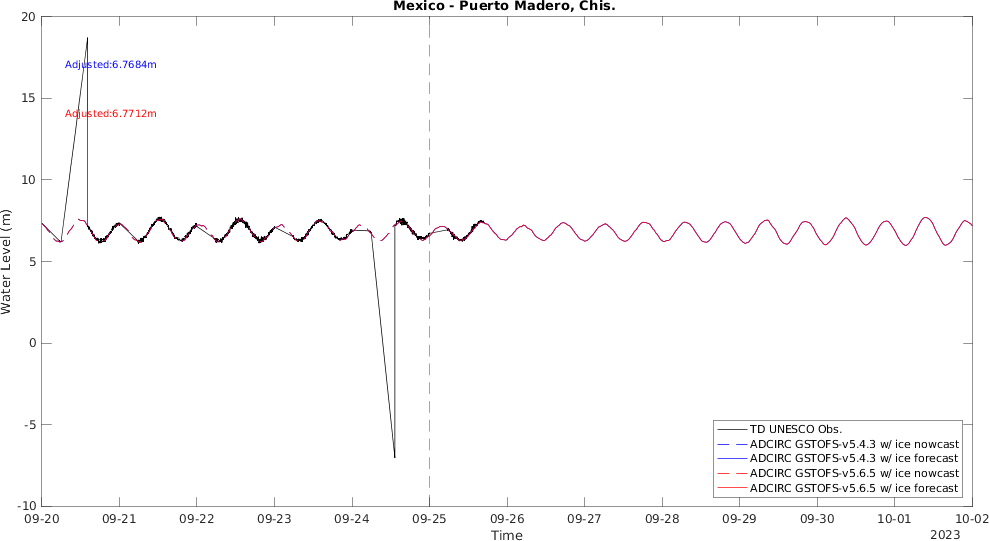 Mexico - Puerto Madero, Chis.
20
15
10
5
0
-5
-10
Water Level (m)
Adjusted:6.7684m
Adjusted:6.7712m
TD UNESCO Obs.
ADCIRC GSTOFS-v5.4.3 w/ ice nowcast
ADCIRC GSTOFS-v5.4.3 w/ ice forecast
ADCIRC GSTOFS-v5.6.5 w/ ice nowcast
ADCIRC GSTOFS-v5.6.5 w/ ice forecast
09-20 09-21 09-22 09-23 09-24 09-25 09-26 09-27 09-28 09-29 09-30 10-01 10-02
Time
2023